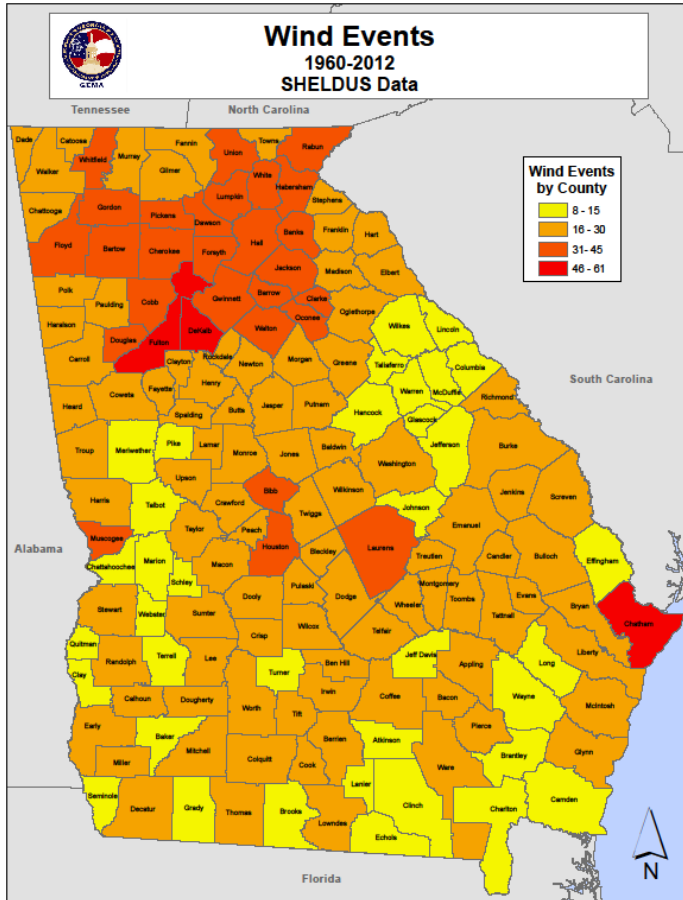 Wind Events
1960-2012
SHELDUS Data
GEMA
Tennessee
North Carolina
Wind Events
by County
8 - 15
16 - 30
31- 45
46 - 61
Dade
Catoosa
Whitfield
Murray
Fannin
Union
Towns
Rabun
Walker
Gilmer
White
Habersham
Lumpkin
Stephens
Chattooga
Gordon
Pickens
Dawson
Banks
Franklin
Hart
Floyd
Bartow
Cherokee
Forsyth
Hall
Jackson
Madison
Elbert
Polk
Paulding
Cobb
Gwinnett
Barrow
Clarke
Oconee
Oglethorpe
Wilkes
Lincoln
Haralson
Douglas
Fulton
DeKalb
Walton
Carroll
Clayton
Rockdale
Newton
Morgan
Greene
Taliaferro
Columbia
South Carolina
Fayette
Henry
Warren
McDuffie
Coweta
Heard
Spalding
Butts
Jasper
Putnam
Hancock
Glascock
Richmond
Jefferson
Troup
Meriwether
Pike
Lamar
Monroe
Jones
Baldwin
Washington
Burke
Upson
Bibb
Wilkinson
Harris
Talbot
Crawford
Twiggs
Johnson
Jenkins
Screven
Taylor
Peach
Emanuel
Muscogee
Houston
Bleckley
Laurens
Treutlen
Candler
Bulloch
Effingham
Alabama
Chattahoochee
Marion
Macon
Schley
Pulaski
Montgomery
Stewart
Webster
Sumter
Dooly
Dodge
Wheeler
Toombs
Evans
Tattnall
Bryan
Chatham
Wilcox
Telfair
Crisp
Liberty
Quitman
Randolph
Terrell
Lee
Turner
Ben Hill
Jeff Davis
Appling
Long
Clay
Irwin
Coffee
Bacon
Wayne
McIntosh
Calhoun
Dougherty
Worth
Tift
Early
Baker
Mitchell
Berrien
Atkinson
Pierce
Miller
Colquitt
Cook
Ware
Brantley
Glynn
Lanier
Seminole
Decatur
Grady
Thomas
Brooks
Lowndes
Clinch
Charlton
Camden
Echols
Florida
N